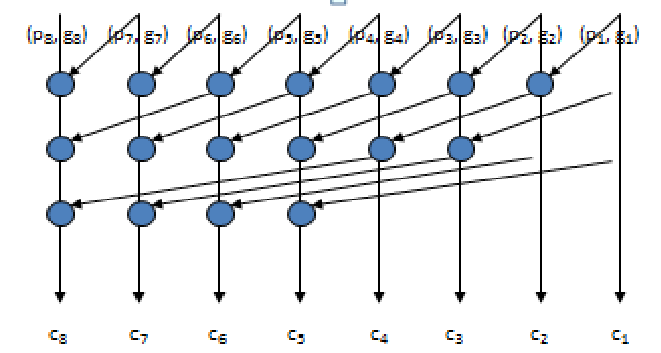 (p₈, g₈) (p₇, g₇) (p₆, g₆) (p₅, g₅) (p₄, g₄) (p₃, g₃) (p₂, g₂) (p₁, g₁)
c₈ c₇ c₆ c₅ c₄ c₃ c₂ c₁